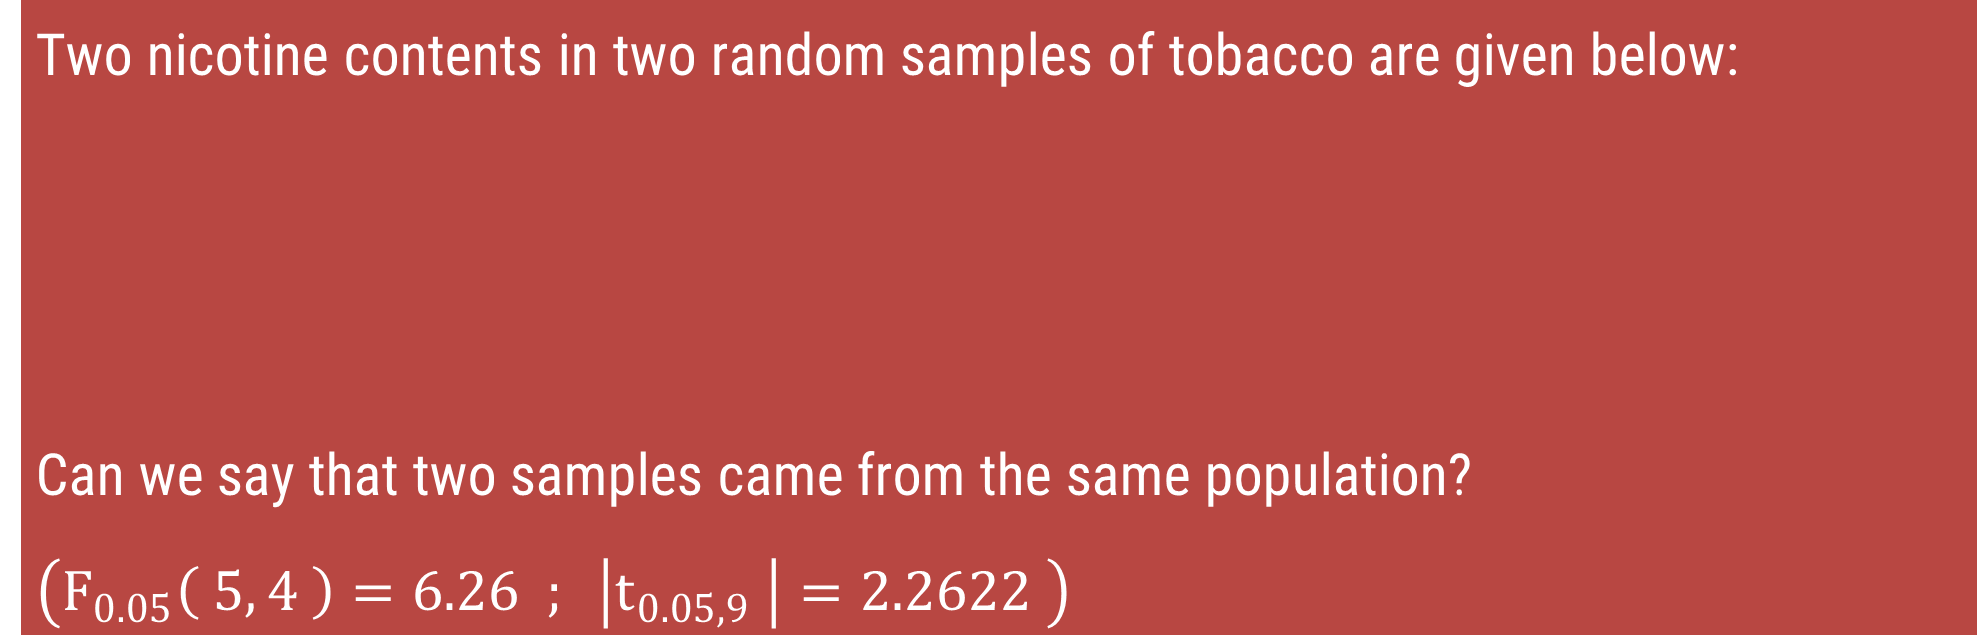 Two nicotine contents in two random samples of tobacco are given below:
Can we say that two samples came from the same population?
(F₀.₀₅( 5, 4 ) = 6.26 ; |t₀.₀₅,₉ | = 2.2622 )